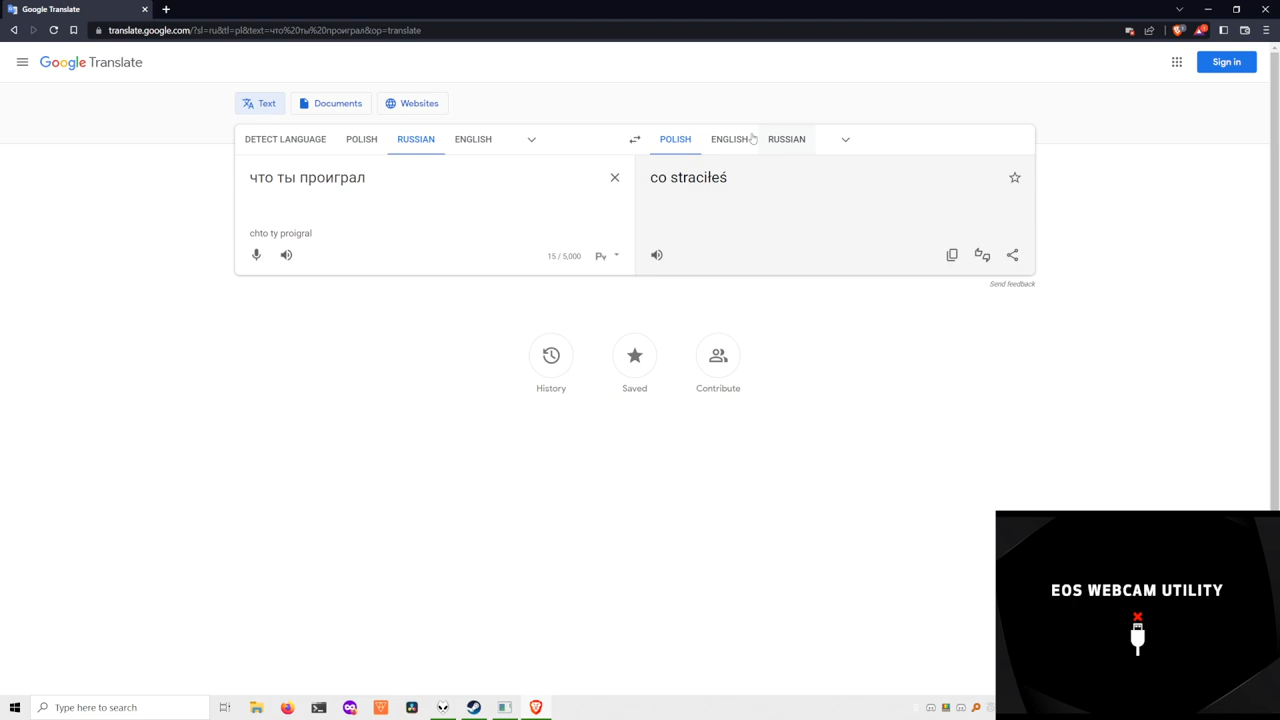 Google Translate
translate.google.com/?sl=ru&tl=pl&text=что%20ты%20проиграл&op=translate
Google Translate
Sign in
Text
Documents
Websites
DETECT LANGUAGE
POLISH
RUSSIAN
ENGLISH
POLISH
ENGLISH
RUSSIAN
что ты проиграл
co straciłeś
chto ty proigral
15 / 5,000
Send feedback
History
Saved
Contribute
EOS WEBCAM UTILITY
Type here to search